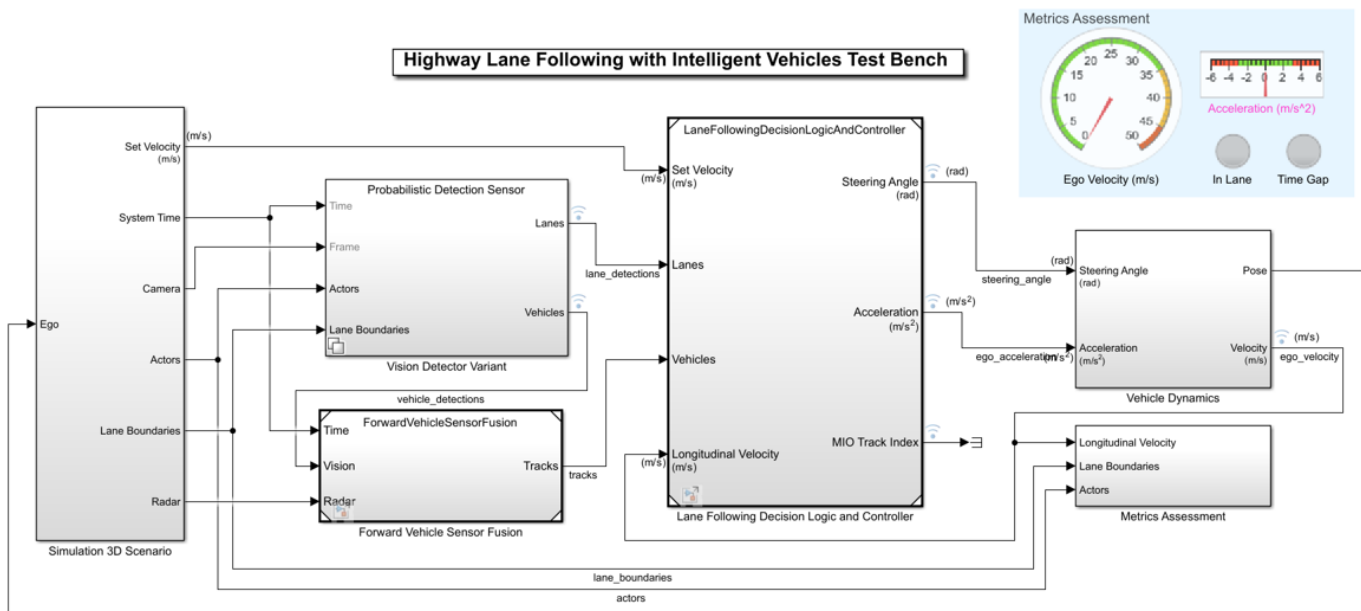 Metrics Assessment
Highway Lane Following with Intelligent Vehicles Test Bench
0
5
10
15
20
25
30
35
40
45
50
Ego Velocity (m/s)
-6 -4 -2 0 2 4 6
Acceleration (m/s^2)
In Lane
Time Gap
Ego
Set Velocity
(m/s)
System Time
Camera
Actors
Lane Boundaries
Radar
Simulation 3D Scenario
(m/s)
Probabilistic Detection Sensor
Time
Frame
Actors
Lane Boundaries
Lanes
Vehicles
Vision Detector Variant
lane_detections
vehicle_detections
ForwardVehicleSensorFusion
Time
Vision
Radar
Tracks
Forward Vehicle Sensor Fusion
tracks
LaneFollowingDecisionLogicAndController
(m/s)
Set Velocity
(m/s)
Lanes
Vehicles
(m/s)
Longitudinal Velocity
(m/s)
Steering Angle
(rad)
Acceleration
(m/s²)
MIO Track Index
Lane Following Decision Logic and Controller
(rad)
steering_angle
(rad)
(m/s²)
ego_acceleration
(m/s²)
Steering Angle
(rad)
Acceleration
(m/s²)
Pose
Velocity
(m/s)
Vehicle Dynamics
(m/s)
ego_velocity
Longitudinal Velocity
Lane Boundaries
Actors
Metrics Assessment
lane_boundaries
actors